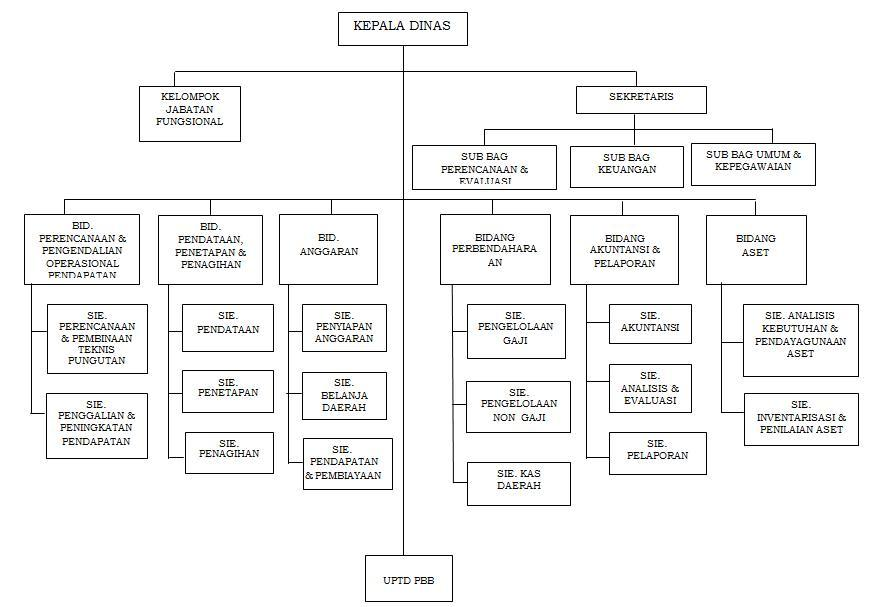 KEPALA DINAS
KELOMPOK
JABATAN
FUNGSIONAL
SEKRETARIS
SUB BAG
PERENCANAAN &
EVALUASI
SUB BAG
KEUANGAN
SUB BAG UMUM &
KEPEGAWAIAN
BID.
PERENCANAAN &
PENGENDALIAN
OPERASIONAL
PENDAPATAN
BID.
PENDATAAN,
PENETAPAN &
PENAGIHAN
BID.
ANGGARAN
BIDANG
PERBENDAHARA
AN
BIDANG
AKUNTANSI &
PELAPORAN
BIDANG
ASET
SIE.
PERENCANAAN
& PEMBINAAN
TEKNIS
PUNGUTAN
SIE.
PENGGALIAN &
PENINGKATAN
PENDAPATAN
SIE.
PENDATAAN
SIE.
PENETAPAN
SIE.
PENAGIHAN
SIE.
PENYIAPAN
ANGGARAN
SIE.
BELANJA
DAERAH
SIE.
PENDAPATAN
& PEMBIAYAAN
SIE.
PENGELOLAAN
GAJI
SIE.
PENGELOLAAN
NON GAJI
SIE. KAS
DAERAH
SIE.
AKUNTANSI
SIE.
ANALISIS &
EVALUASI
SIE.
PELAPORAN
SIE. ANALISIS
KEBUTUHAN &
PENDAYAGUNAAN
ASET
SIE.
INVENTARISASI &
PENILAIAN ASET
UPTD PBB